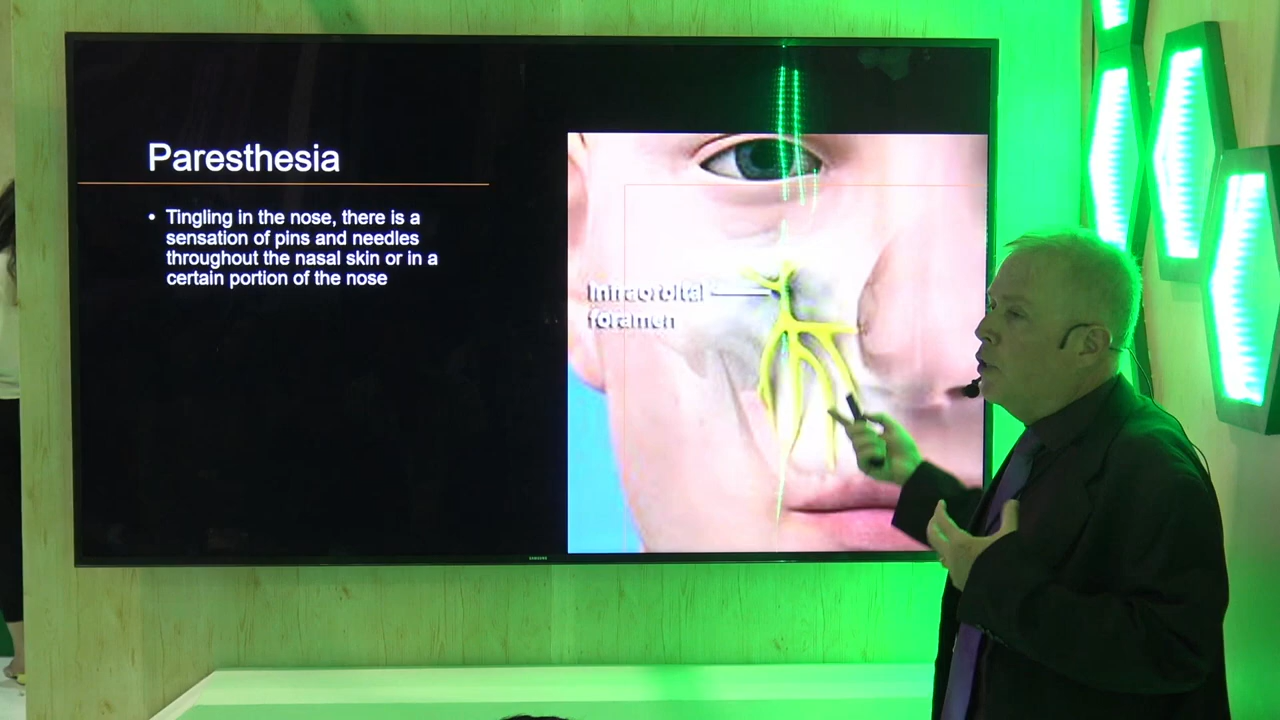 Paresthesia
• Tingling in the nose, there is a
sensation of pins and needles
throughout the nasal skin or in a
certain portion of the nose
Infraorbital
foramen
SAMSUNG